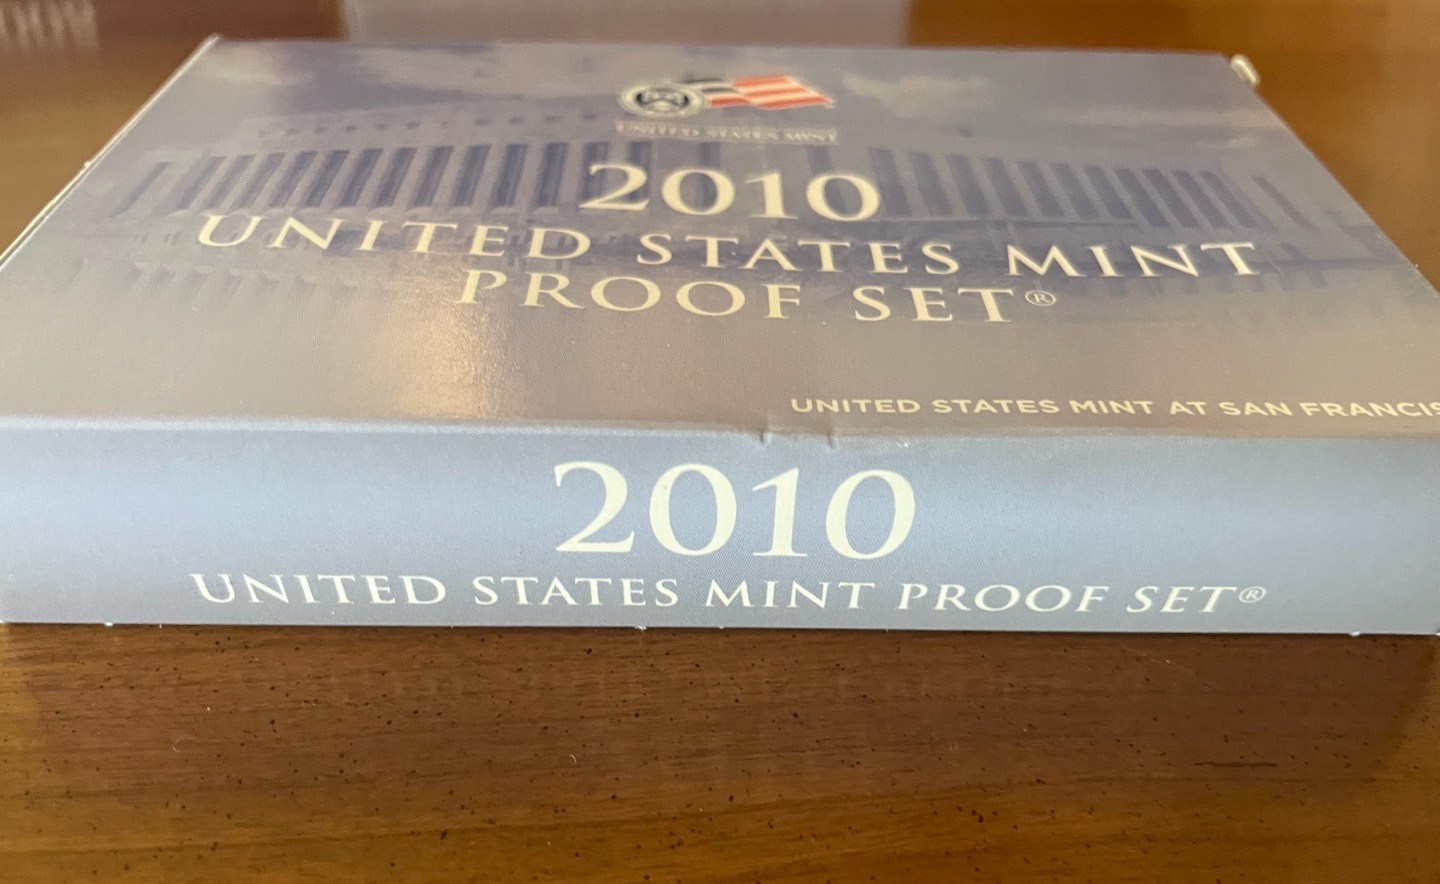 UNITED STATES MINT
2010
UNITED STATES MINT
PROOF SET®
UNITED STATES MINT AT SAN FRANCIS
2010
UNITED STATES MINT PROOF SET®